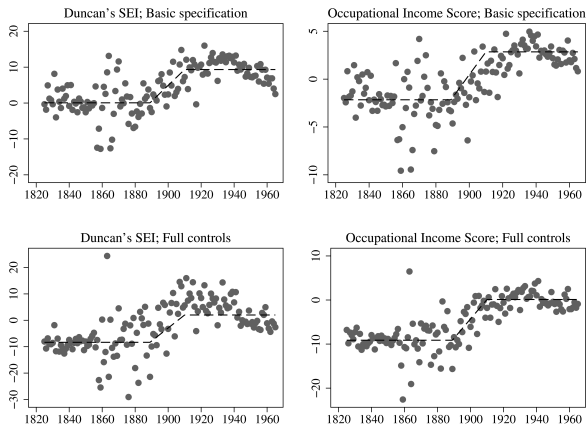 Duncan's SEI; Basic specification
20
10
0
−10
−20
1820 1840 1860 1880 1900 1920 1940 1960
Occupational Income Score; Basic specification
5
0
−5
−10
1820 1840 1860 1880 1900 1920 1940 1960
Duncan's SEI; Full controls
20
10
0
−10
−20
−30
1820 1840 1860 1880 1900 1920 1940 1960
Occupational Income Score; Full controls
10
0
−10
−20
1820 1840 1860 1880 1900 1920 1940 1960